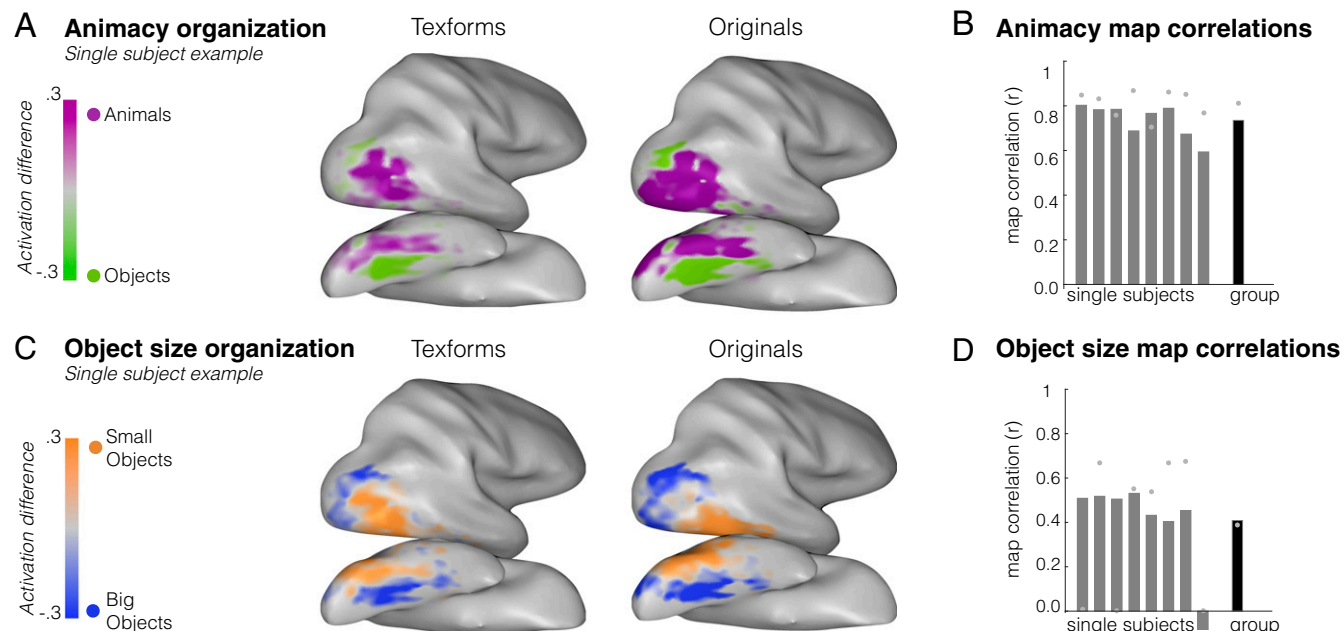 A Animacy organization
Single subject example
Texforms
Originals
.3
Animals
Activation difference
-.3
Objects
B Animacy map correlations
1
0.8
0.6
0.4
0.2
0.0
map correlation (r)
single subjects
group
C Object size organization
Single subject example
Texforms
Originals
.3
Small
Objects
Activation difference
-.3
Big
Objects
D Object size map correlations
1
0.8
0.6
0.4
0.2
0.0
map correlation (r)
single subjects
group